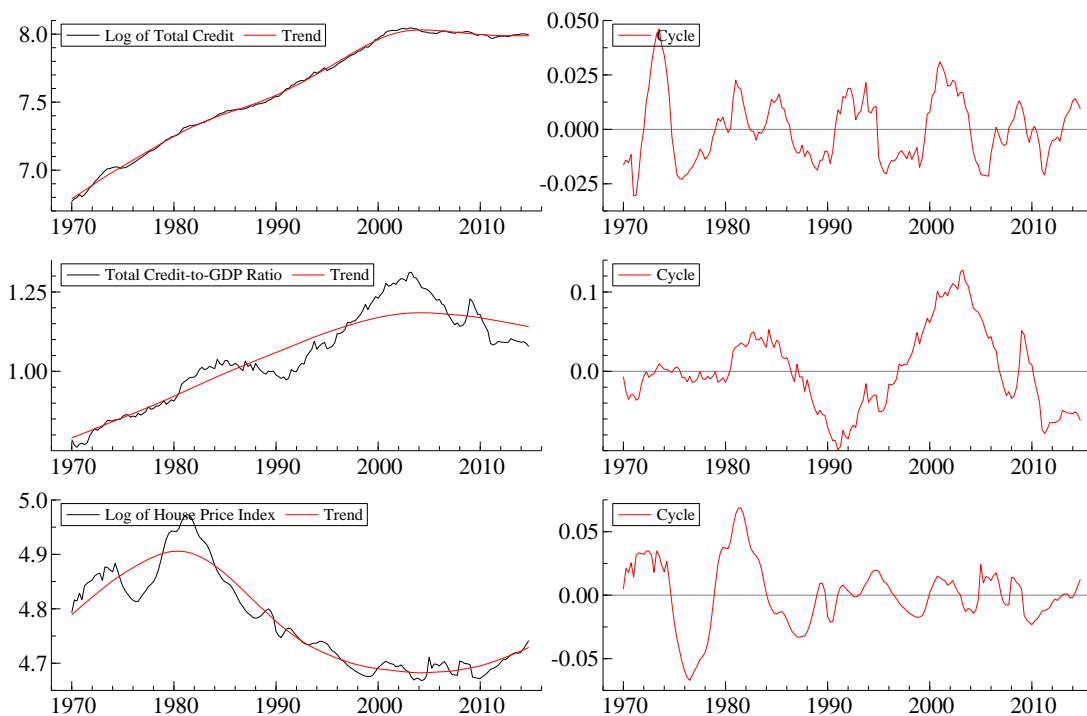 Log of Total Credit Trend
8.0
7.5
7.0
1970 1980 1990 2000 2010
Cycle
0.050
0.025
0.000
-0.025
1970 1980 1990 2000 2010
Total Credit-to-GDP Ratio Trend
1.25
1.00
1970 1980 1990 2000 2010
Cycle
0.1
0.0
1970 1980 1990 2000 2010
5.0
Log of House Price Index Trend
4.9
4.8
4.7
1970 1980 1990 2000 2010
Cycle
0.05
0.00
-0.05
1970 1980 1990 2000 2010